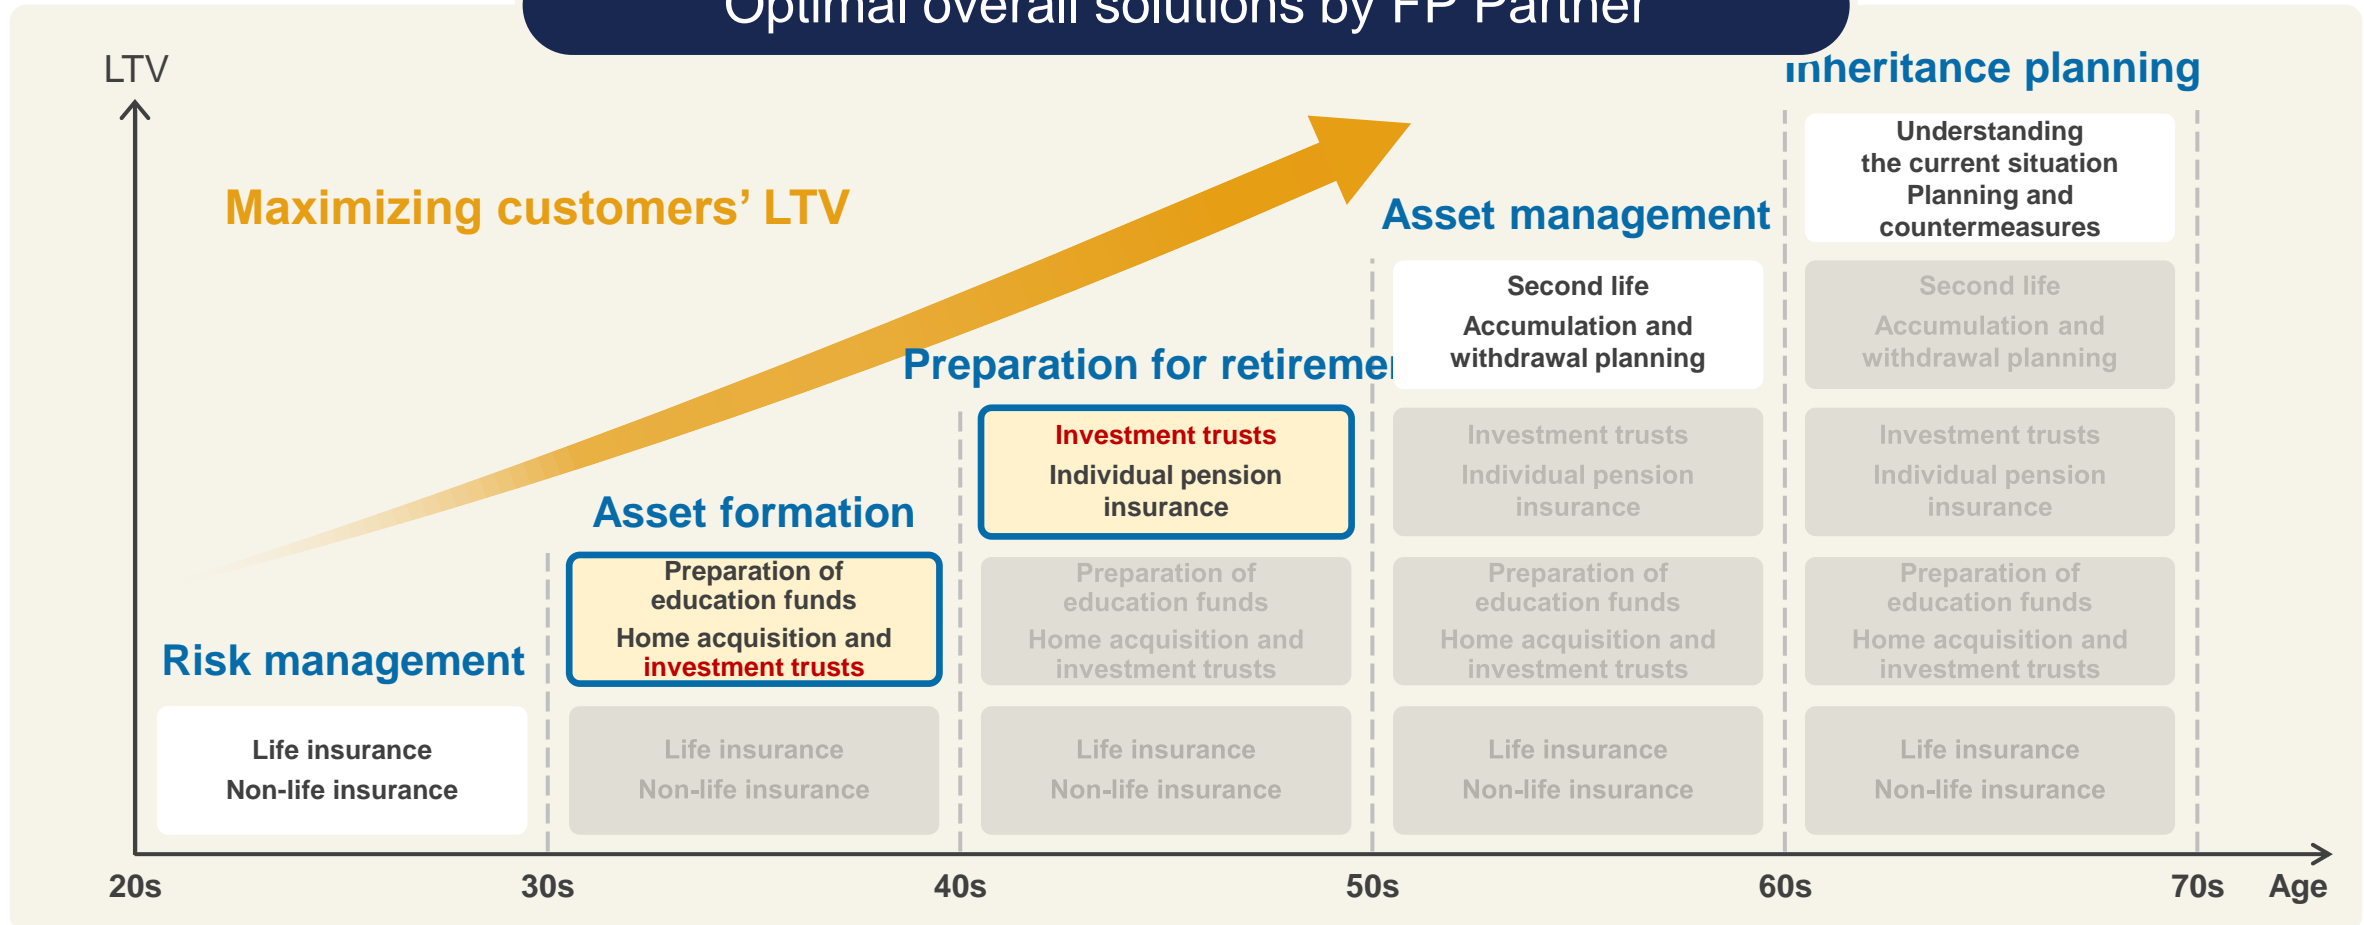 Optimal overall solutions by FP Partner
LTV
Inheritance planning
Understanding
the current situation
Planning and
countermeasures
Maximizing customers’ LTV
Asset management
Second life
Accumulation and
withdrawal planning
Second life
Accumulation and
withdrawal planning
Preparation for retiremen
Investment trusts
Individual pension
insurance
Investment trusts
Individual pension
insurance
Investment trusts
Individual pension
insurance
Asset formation
Preparation of
education funds
Home acquisition and
investment trusts
Preparation of
education funds
Home acquisition and
investment trusts
Preparation of
education funds
Home acquisition and
investment trusts
Preparation of
education funds
Home acquisition and
investment trusts
Risk management
Life insurance
Non-life insurance
Life insurance
Non-life insurance
Life insurance
Non-life insurance
Life insurance
Non-life insurance
Life insurance
Non-life insurance
20s
30s
40s
50s
60s
70s
Age